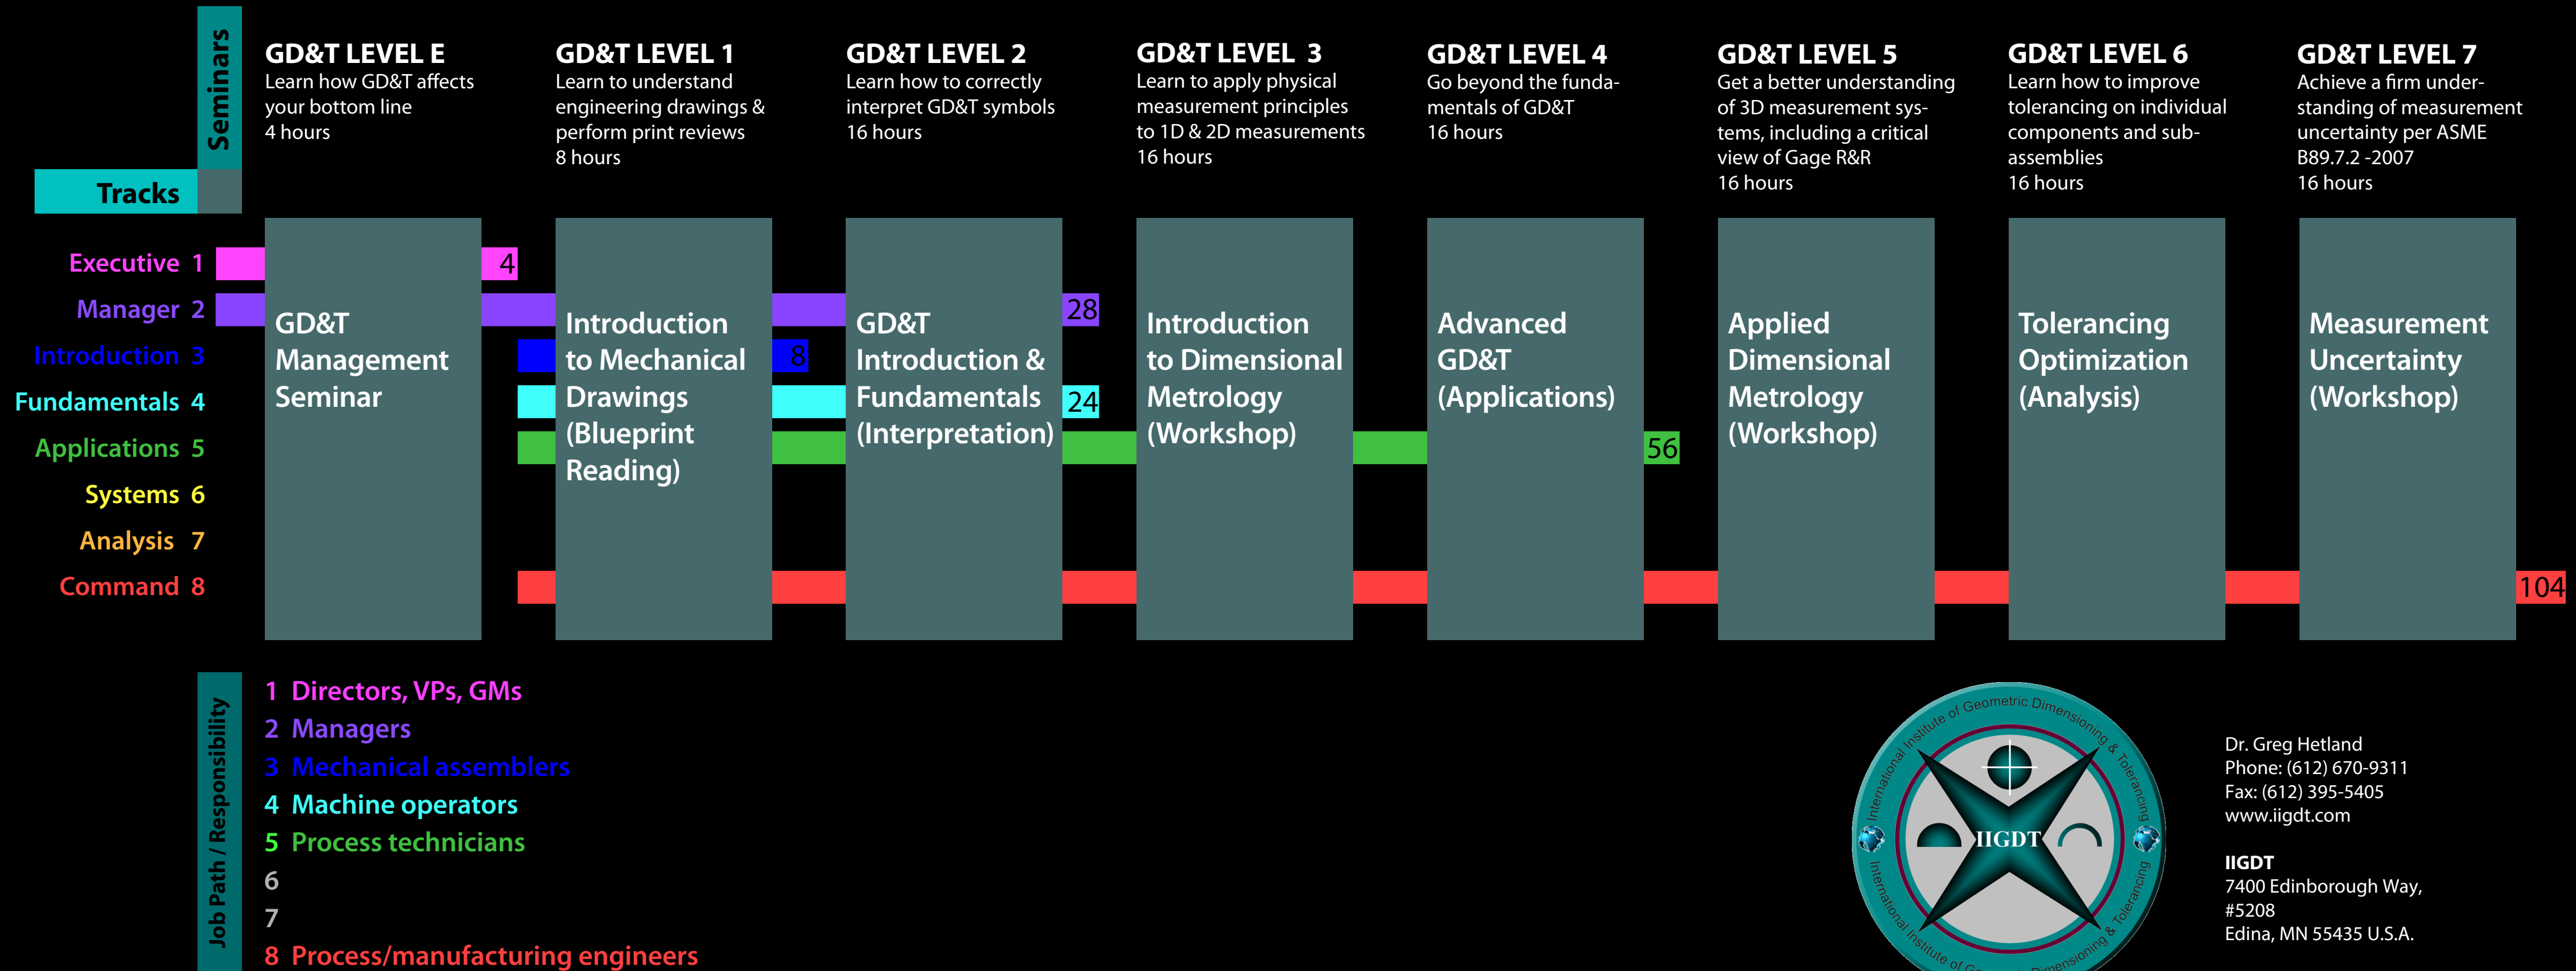 Seminars
Tracks
GD&T LEVEL E
Learn how GD&T affects
your bottom line
4 hours
GD&T LEVEL 1
Learn to understand
engineering drawings &
perform print reviews
8 hours
GD&T LEVEL 2
Learn how to correctly
interpret GD&T symbols
16 hours
GD&T LEVEL  3
Learn to apply physical
measurement principles
to 1D & 2D measurements
16 hours
GD&T LEVEL 4
Go beyond the funda-
mentals of GD&T
16 hours
GD&T LEVEL 5
Get a better understanding
of 3D measurement sys-
tems, including a critical
view of Gage R&R
16 hours
GD&T LEVEL 6
Learn how to improve
tolerancing on individual
components and sub-
assemblies
16 hours
GD&T LEVEL 7
Achieve a firm under-
standing of measurement
uncertainty per ASME
B89.7.2 -2007
16 hours
Executive 1
Manager 2
Introduction 3
Fundamentals 4
Applications 5
Systems 6
Analysis 7
Command 8
GD&T
Management
Seminar
Introduction
to Mechanical
Drawings
(Blueprint
Reading)
GD&T
Introduction &
Fundamentals
(Interpretation)
Introduction
to Dimensional
Metrology
(Workshop)
Advanced
GD&T
(Applications)
Applied
Dimensional
Metrology
(Workshop)
Tolerancing
Optimization
(Analysis)
Measurement
Uncertainty
(Workshop)
4
28
8
24
56
104
Job Path / Responsibility
1 Directors, VPs, GMs
2 Managers
3 Mechanical assemblers
4 Machine operators
5 Process technicians
6
7
8 Process/manufacturing engineers
International Institute of Geometric Dimensioning & Tolerancing
IIGDT
International Institute of Geometric Dimensioning & Tolerancing
Dr. Greg Hetland
Phone: (612) 670-9311
Fax: (612) 395-5405
www.iigdt.com
IIGDT
7400 Edinborough Way,
#5208
Edina, MN 55435 U.S.A.